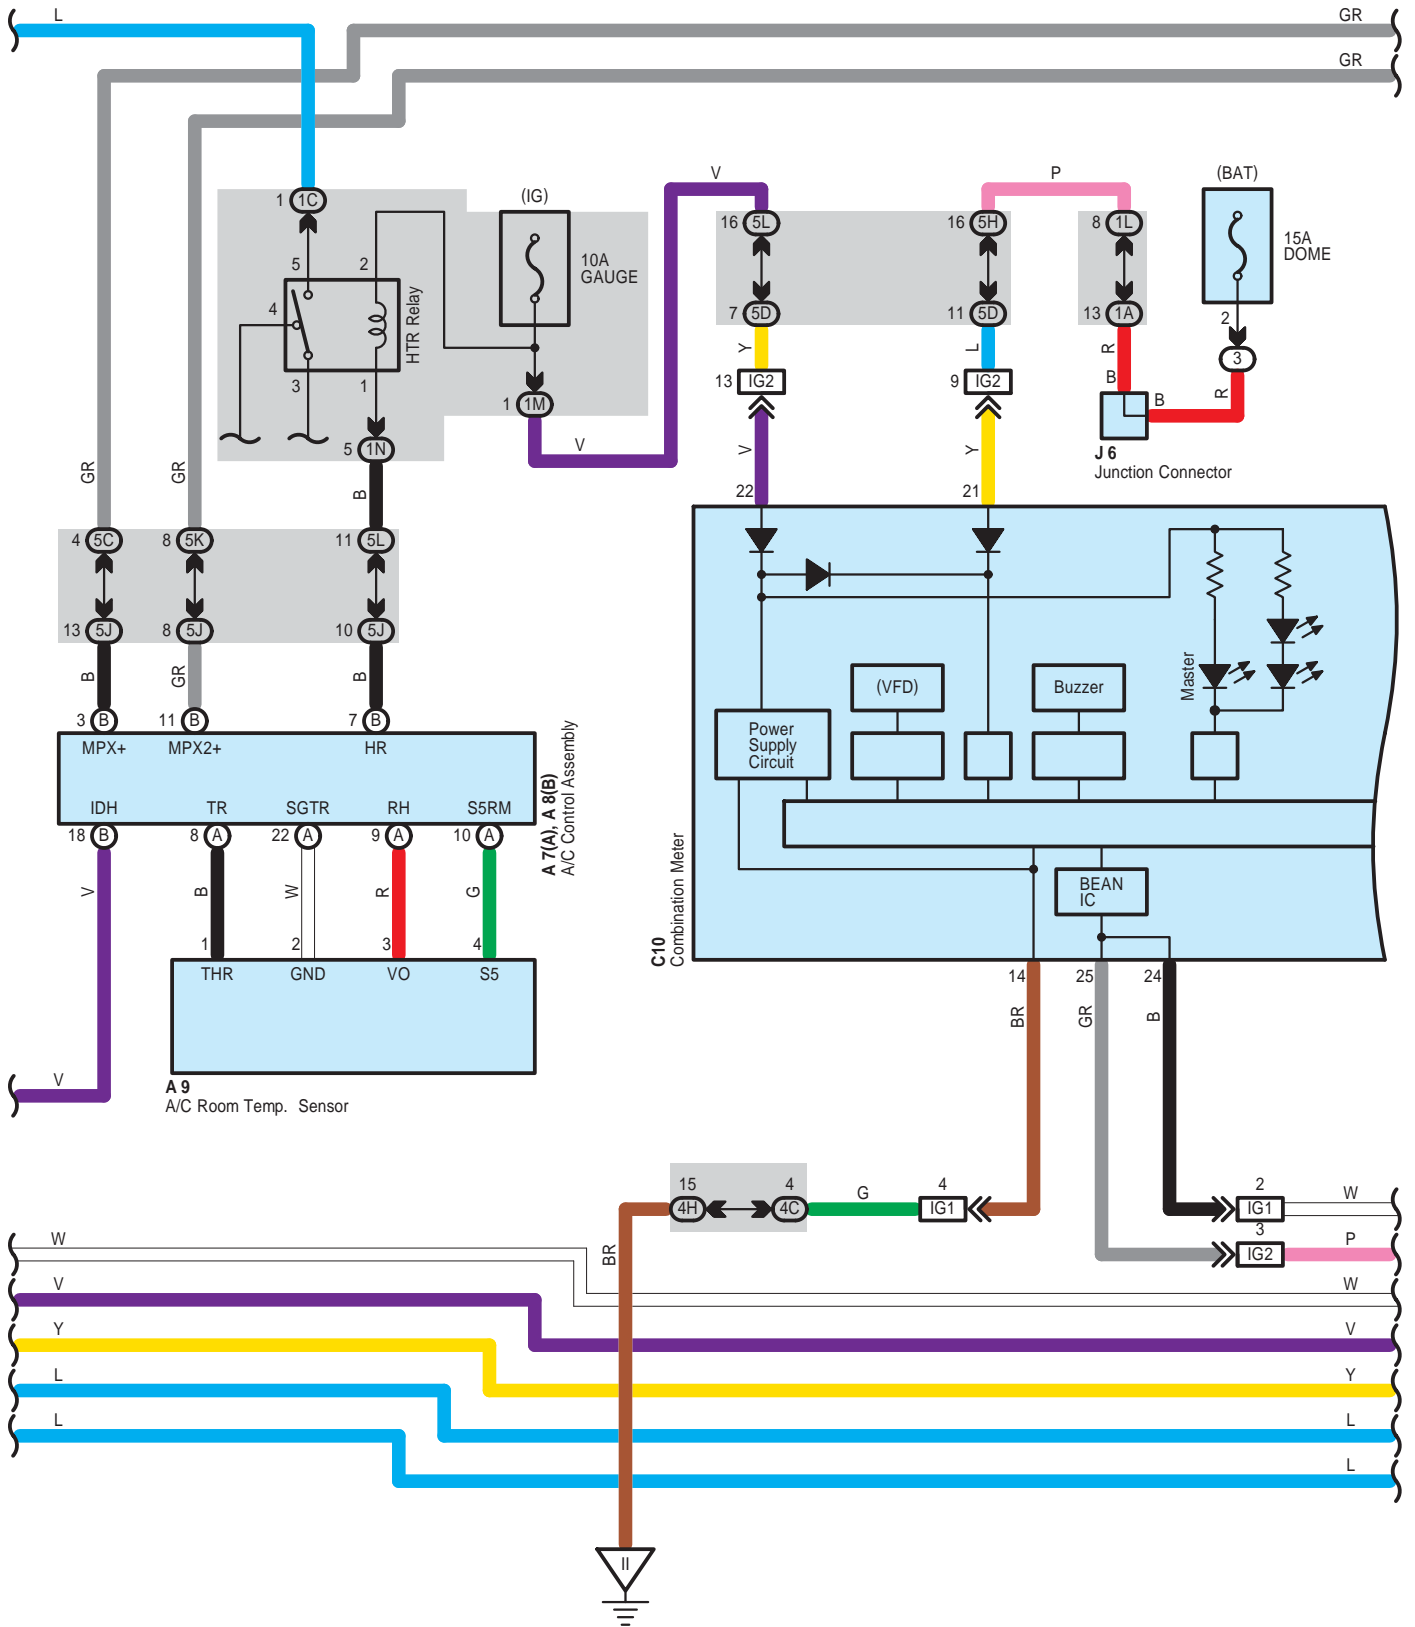 L
GR
GR
(IG)
10A
GAUGE
V
P
(BAT)
15A
DOME
1 1C
5
2
4
3
1
HTR Relay
1 1M
5 1N
V
16 5L
16 5H
8 1L
7 5D
11 5D
13 1A
2
3
Y
L
R
R
13 IG2
9 IG2
B
B
J 6
Junction Connector
V
Y
22
21
GR
GR
B
4 5C
8 5K
11 5L
13 5J
8 5J
10 5J
B
GR
B
3 B
11 B
7 B
MPX+
MPX2+
HR
IDH
TR
SGTR
RH
S5RM
18 B
8 A
22 A
9 A
10 A
A 7(A), A 8(B)
A/C Control Assembly
V
B
W
R
G
1
2
3
4
THR
GND
VO
S5
A 9
A/C Room Temp. Sensor
V
Master
(VFD)
Buzzer
Power
Supply
Circuit
BEAN
IC
C10
Combination Meter
14
25
24
BR
GR
B
15
4
4H
4C
G
4
IG1
2
IG1
W
3
IG2
P
BR
W
W
V
V
Y
Y
L
L
L
L
II